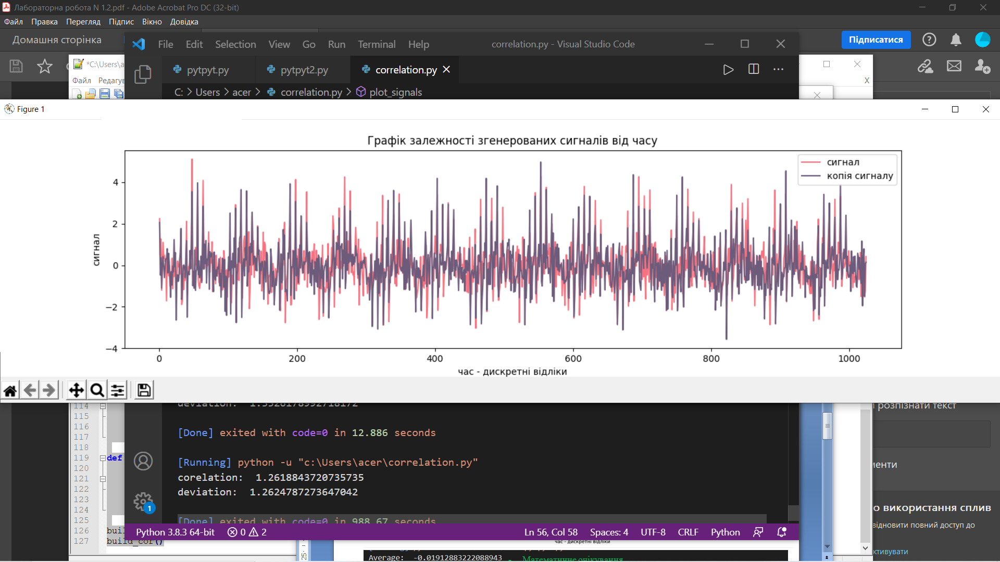 Лабораторна робота N 1.2.pdf - Adobe Acrobat Pro DC (32-bit)
Файл Правка Перегляд Підпис Вікно Довідка
Домашня сторінка
Підписатися
File Edit Selection View Go Run Terminal Help
correlation.py - Visual Studio Code
*C:\Users\a
Файл Редагу
X
pytpyt.py pytpyt2.py correlation.py
C: > Users > acer > correlation.py > plot_signals
Figure 1
Графік залежності згенерованих сигналів від часу
сигнал
копія сигналу
4
2
0
−2
−4
сигнал
0 200 400 600 800 1000
час - дискретні відліки
deviation: 1.5526178992718172
114
115
116
117
118
119 def
120
121
122
123
124
125
126 buil
127 build_cor()
[Done] exited with code=0 in 12.886 seconds
[Running] python -u "c:\Users\acer\correlation.py"
corelation: 1.2618843720735735
deviation: 1.2624787273647042
[Done] exited with code=0 in 988.67 seconds
1
Python 3.8.3 64-bit 0 2
Ln 56, Col 58 Spaces: 4 UTF-8 CRLF Python
розпізнати текст
менти
о використання сплив
відновити повний доступ до
ктивувати
час - дискретні відліки
25
Average: -0.01912883222088943 - Математичне очікування